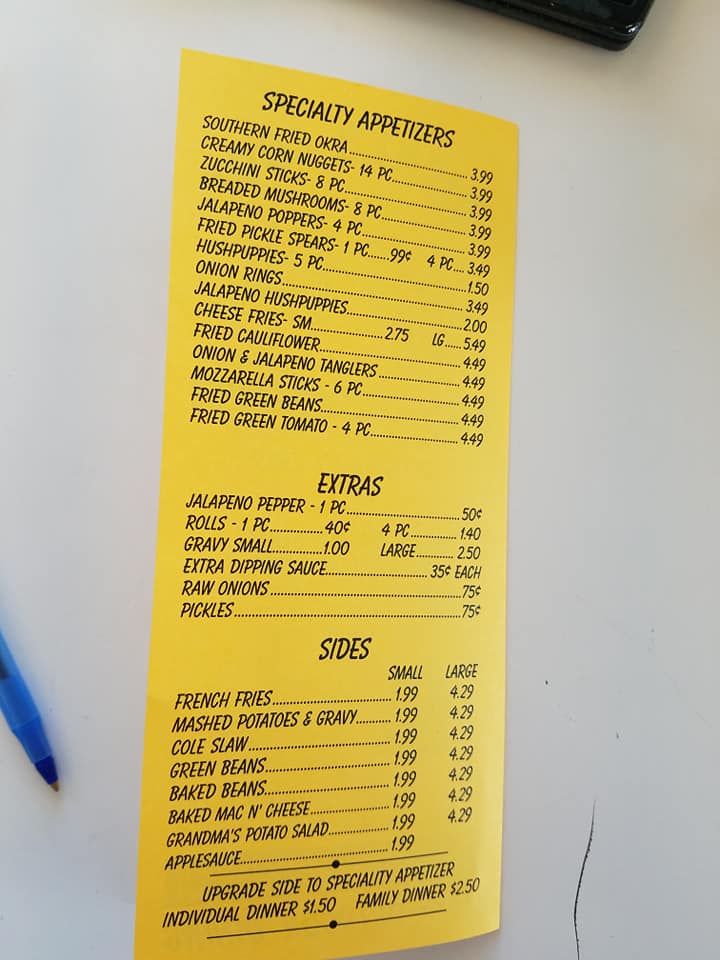 SPECIALTY APPETIZERS
SOUTHERN FRIED OKRA.............................. 3.99
CREAMY CORN NUGGETS- 14 PC................... 3.99
ZUCCHINI STICKS- 8 PC............................... 3.99
BREADED MUSHROOMS- 8 PC..................... 3.99
JALAPENO POPPERS- 4 PC........................... 3.99
FRIED PICKLE SPEARS- 1 PC......99¢ 4 PC.... 3.49
HUSHPUPPIES- 5 PC......................................1.50
ONION RINGS............................................... 3.49
JALAPENO HUSHPUPPIES..............................2.00
CHEESE FRIES- SM..................2.75 LG..... 5.49
FRIED CAULIFLOWER.................................... 4.49
ONION & JALAPENO TANGLERS..................... 4.49
MOZZARELLA STICKS - 6 PC......................... 4.49
FRIED GREEN BEANS.................................... 4.49
FRIED GREEN TOMATO - 4 PC....................... 4.49
EXTRAS
JALAPENO PEPPER - 1 PC.............................50¢
ROLLS - 1 PC..............40¢ 4 PC............ 1.40
GRAVY SMALL.............1.00 LARGE.......... 2.50
EXTRA DIPPING SAUCE.......................... 35¢ EACH
RAW ONIONS.................................................75¢
PICKLES..........................................................75¢
SIDES
SMALL LARGE
FRENCH FRIES.............................. 1.99 4.29
MASHED POTATOES & GRAVY.......... 1.99 4.29
COLE SLAW.................................... 1.99 4.29
GREEN BEANS................................ 1.99 4.29
BAKED BEANS................................ 1.99 4.29
BAKED MAC N' CHEESE.................... 1.99 4.29
GRANDMA'S POTATO SALAD............... 1.99 4.29
APPLESAUCE..................................... 1.99
UPGRADE SIDE TO SPECIALITY APPETIZER
INDIVIDUAL DINNER $1.50 FAMILY DINNER $2.50